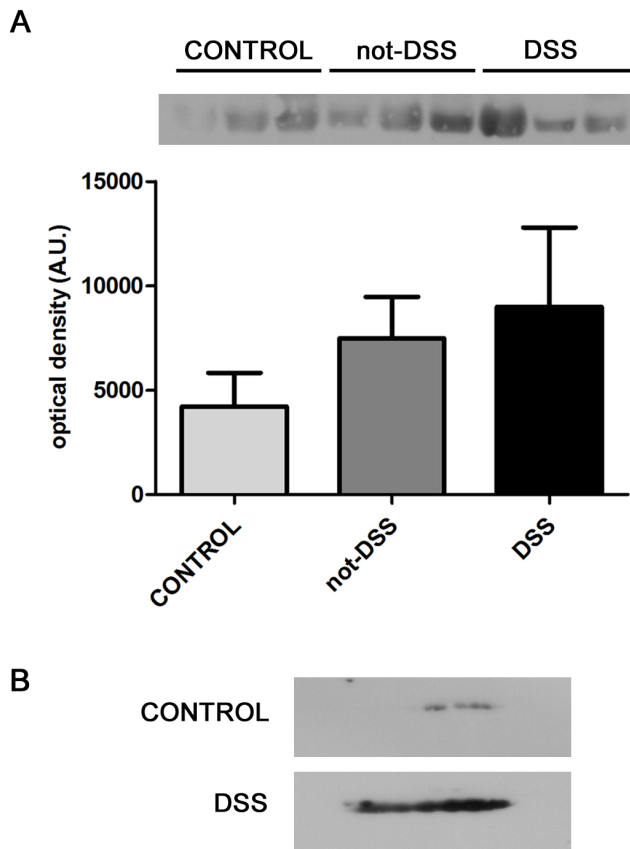 A
CONTROL not-DSS DSS
15000
10000
5000
0
optical density (A.U.)
CONTROL not-DSS DSS
B
CONTROL
DSS